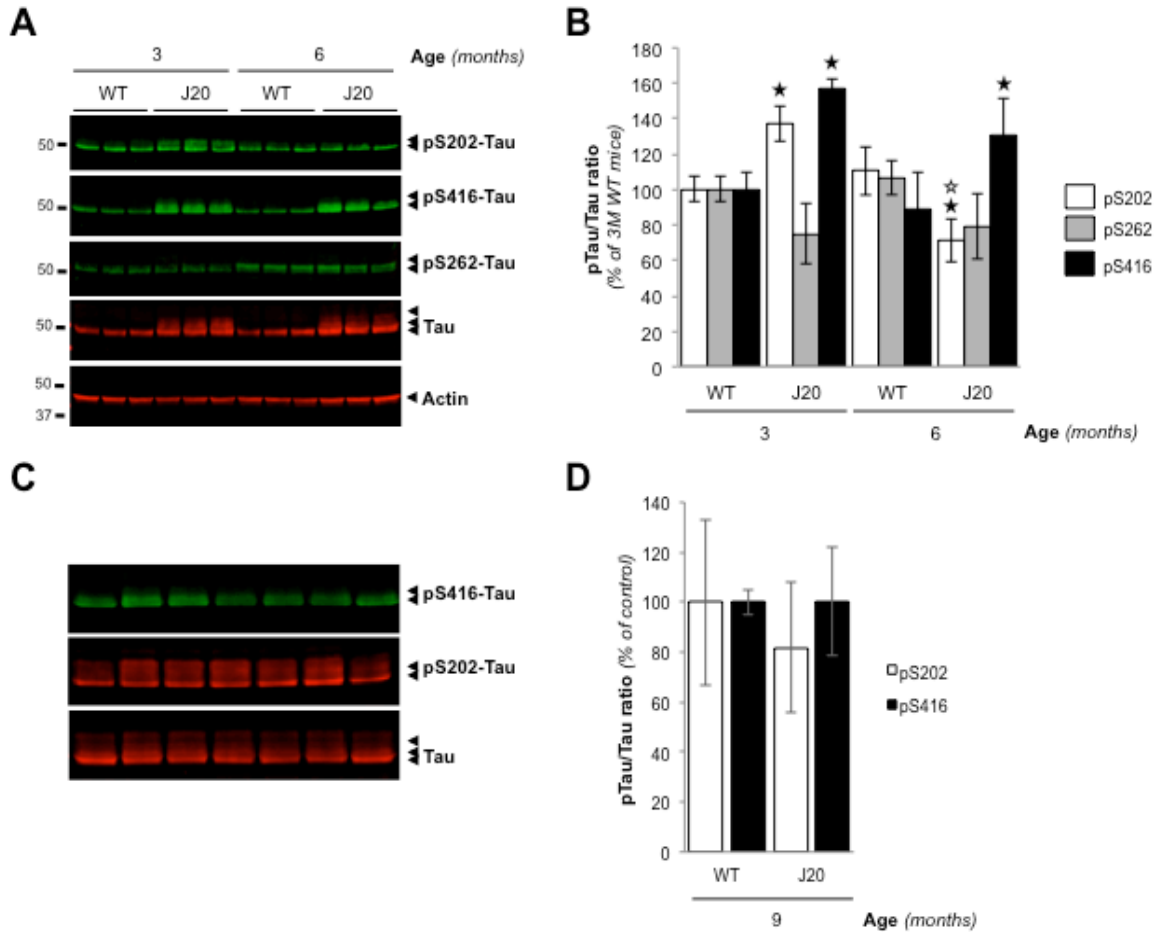 A
3 6 Age (months)
WT J20 WT J20
50 pS202-Tau
50 pS416-Tau
50 pS262-Tau
50 Tau
50
37 Actin
B
pTau/Tau ratio
(% of 3M WT mice)
180
160
140
120
100
80
60
40
20
0
★ ★ ★
☆
★
pS202
pS262
pS416
WT J20 WT J20
3 6 Age (months)
C
pS416-Tau
pS202-Tau
Tau
D
pTau/Tau ratio (% of control)
140
120
100
80
60
40
20
0
pS202
pS416
WT J20
9 Age (months)